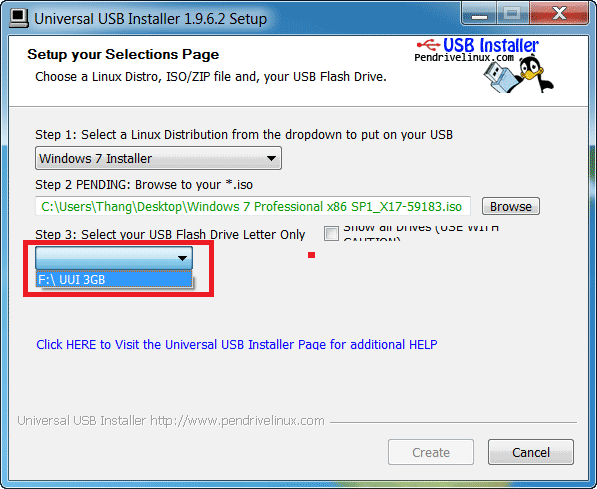 Universal USB Installer 1.9.6.2 Setup
Setup your Selections Page
Choose a Linux Distro, ISO/ZIP file and, your USB Flash Drive.
USB Installer
Pendrivelinux.com
Step 1: Select a Linux Distribution from the dropdown to put on your USB
Windows 7 Installer
Step 2 PENDING: Browse to your *.iso
C:\Users\Thang\Desktop\Windows 7 Professional x86 SP1_X17-59183.iso
Browse
Step 3: Select your USB Flash Drive Letter Only
Show all Drives (USE WITH
CAUTION)
F:\ UUI 3GB
Click HERE to Visit the Universal USB Installer Page for additional HELP
Universal USB Installer http://www.pendrivelinux.com
Create
Cancel